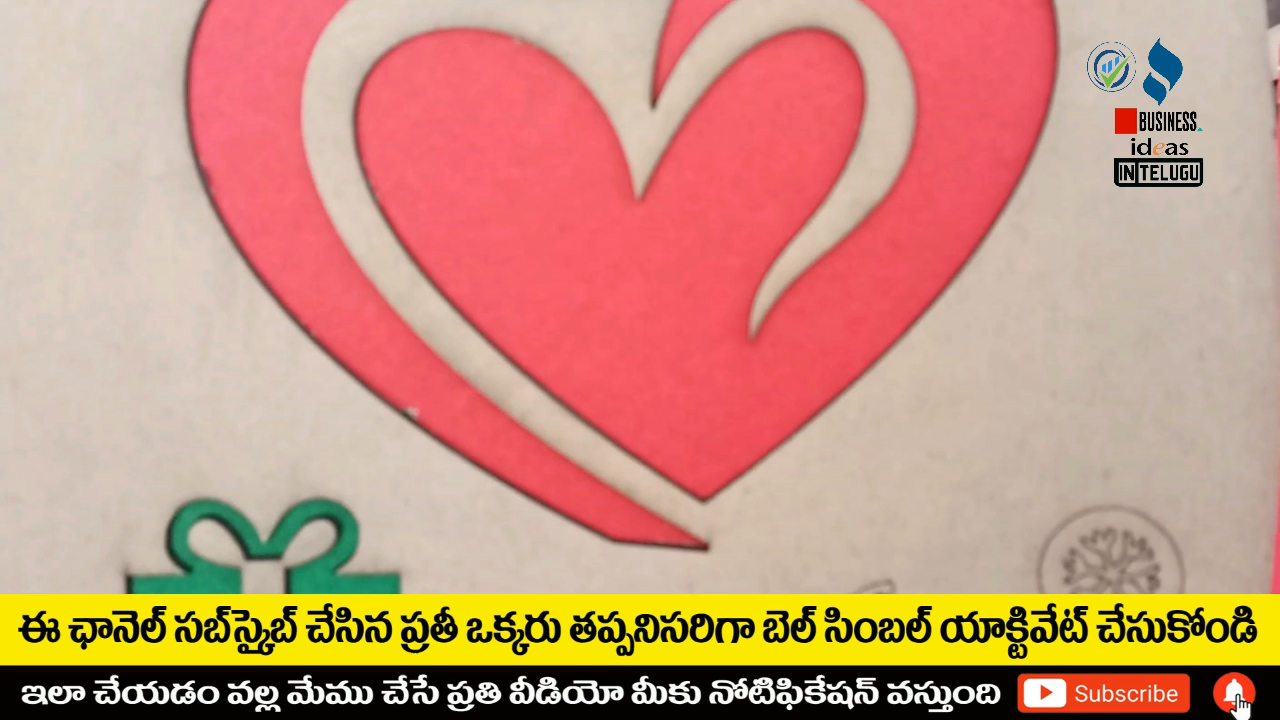 BUSINESS
ideas
IN TELUGU
ఈ ఛానెల్ సబ్‌స్క్రైబ్ చేసిన ప్రతీ ఒక్కరు తప్పనిసరిగా బెల్ సింబల్ యాక్టివేట్ చేసుకోండి
ఇలా చేయడం వల్ల మేము చేసే ప్రతి వీడియో మీకు నోటిఫికేషన్ వస్తుంది Subscribe